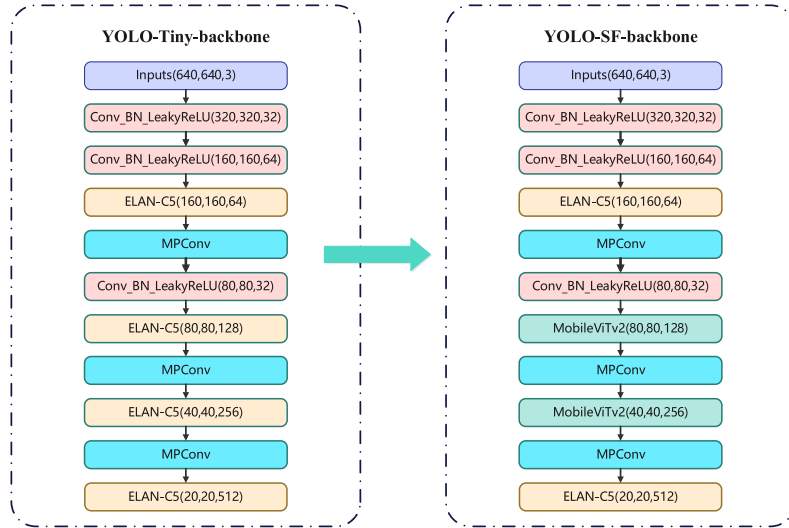 YOLO-Tiny-backbone
Inputs(640,640,3)
Conv_BN_LeakyReLU(320,320,32)
Conv_BN_LeakyReLU(160,160,64)
ELAN-C5(160,160,64)
MPConv
Conv_BN_LeakyReLU(80,80,32)
ELAN-C5(80,80,128)
MPConv
ELAN-C5(40,40,256)
MPConv
ELAN-C5(20,20,512)
YOLO-SF-backbone
Inputs(640,640,3)
Conv_BN_LeakyReLU(320,320,32)
Conv_BN_LeakyReLU(160,160,64)
ELAN-C5(160,160,64)
MPConv
Conv_BN_LeakyReLU(80,80,32)
MobileViTv2(80,80,128)
MPConv
MobileViTv2(40,40,256)
MPConv
ELAN-C5(20,20,512)